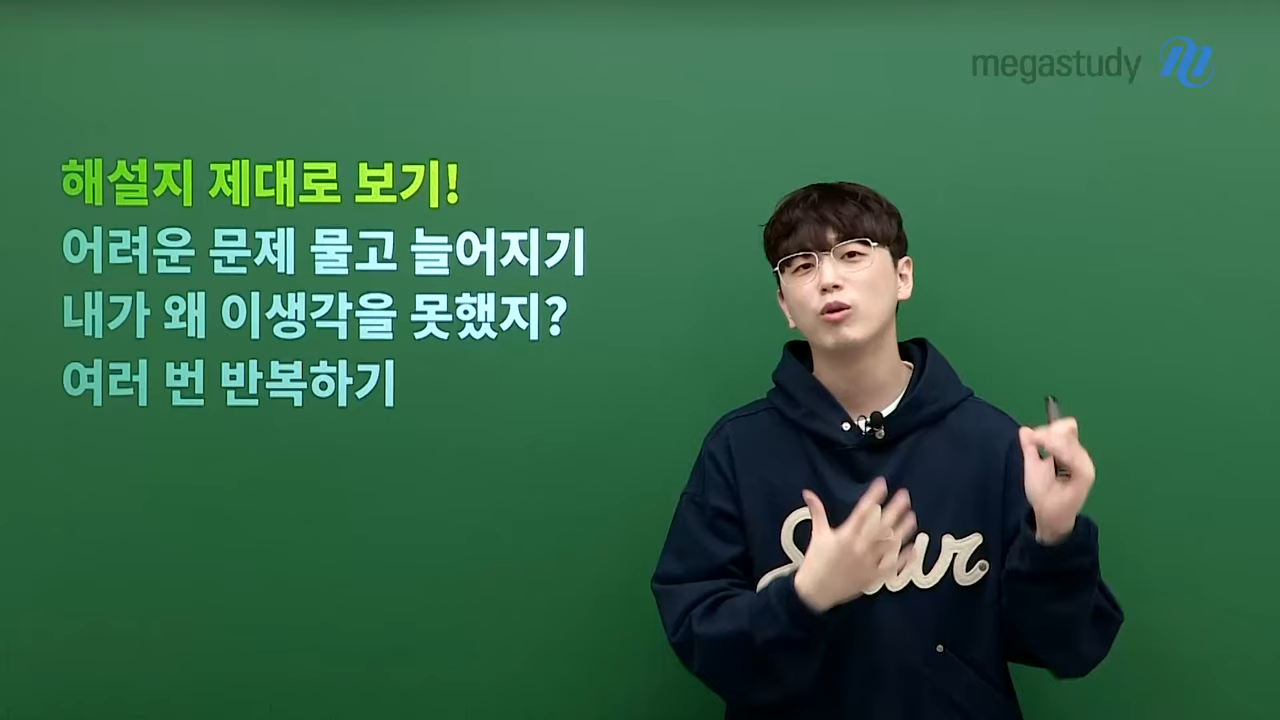 megastudy
해설지 제대로 보기!
어려운 문제 물고 늘어지기
내가 왜 이생각을 못했지?
여러 번 반복하기